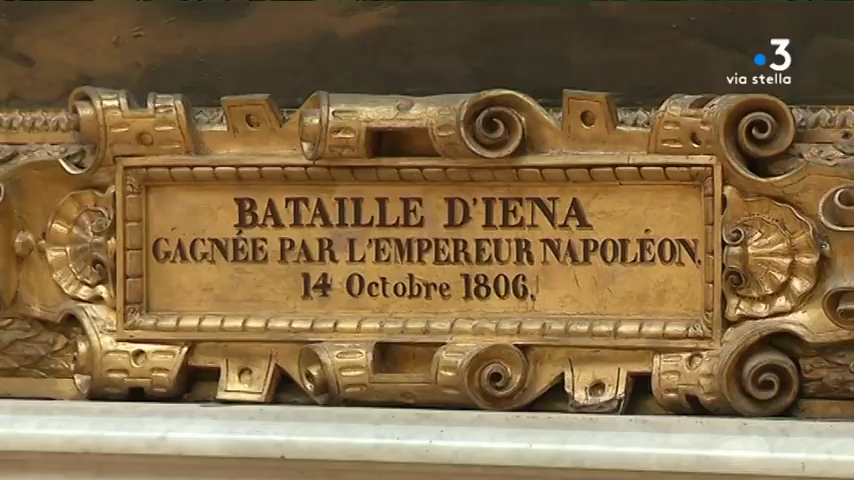 3
via stella
BATAILLE D'IENA
GAGNÉE PAR L'EMPEREUR NAPOLÉON.
14 Octobre 1806.